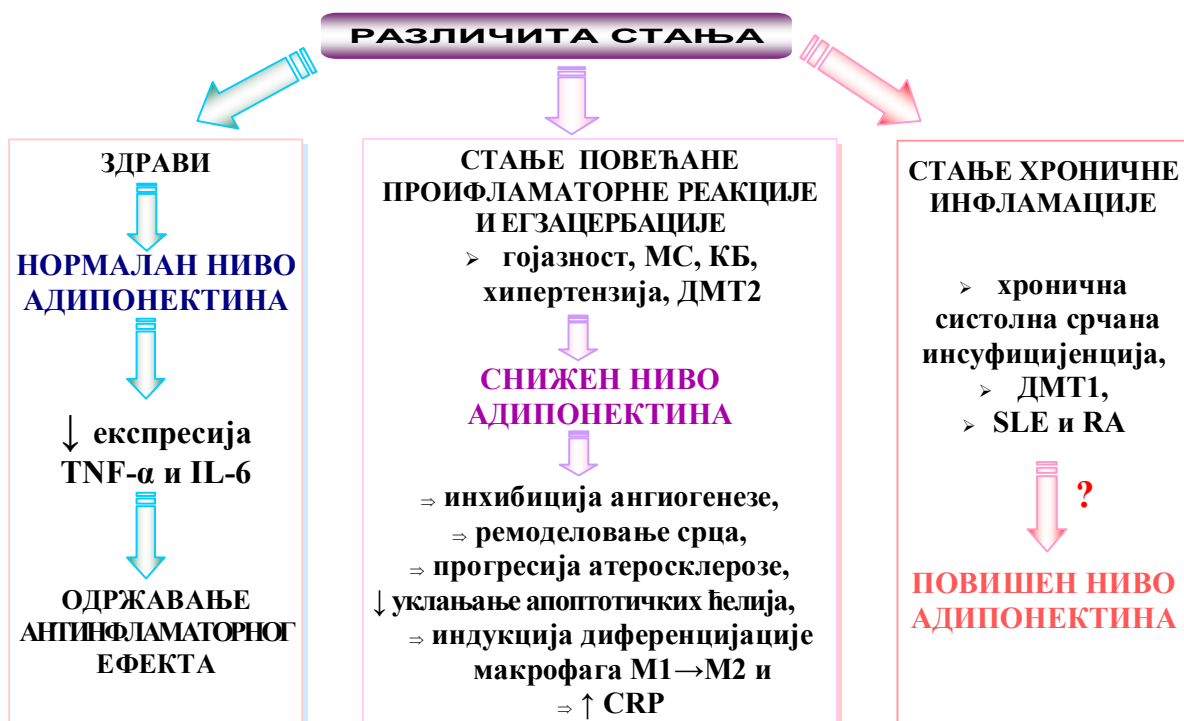 РАЗЛИЧИТА СТАЊА
ЗДРАВИ
НОРМАЛАН НИВО
АДИПОНЕКТИНА
↓ експресија
TNF-α и IL-6
ОДРЖАВАЊЕ
АНТИНФЛАМАТОРНОГ
ЕФЕКТА
СТАЊЕ ПОВЕЋАНЕ
ПРОИФЛАМАТОРНЕ РЕАКЦИЈЕ
И ЕГЗАЦЕРБАЦИЈЕ
➢ гојазност, МС, КБ,
хипертензија, ДМТ2
СНИЖЕН НИВО
АДИПОНЕКТИНА
⇒ инхибиција ангиогенезе,
⇒ ремоделовање срца,
⇒ прогресија атеросклерозе,
↓ уклањање апоптотичких ћелија,
⇒ индукција диференцијације
макрофага М1→М2 и
⇒ ↑ CRP
СТАЊЕ ХРОНИЧНЕ
ИНФЛАМАЦИЈЕ
➢ хронична
систолна срчана
инсуфицијенција,
➢ ДМТ1,
➢ SLE и RA
?
ПОВИШЕН НИВО
АДИПОНЕКТИНА